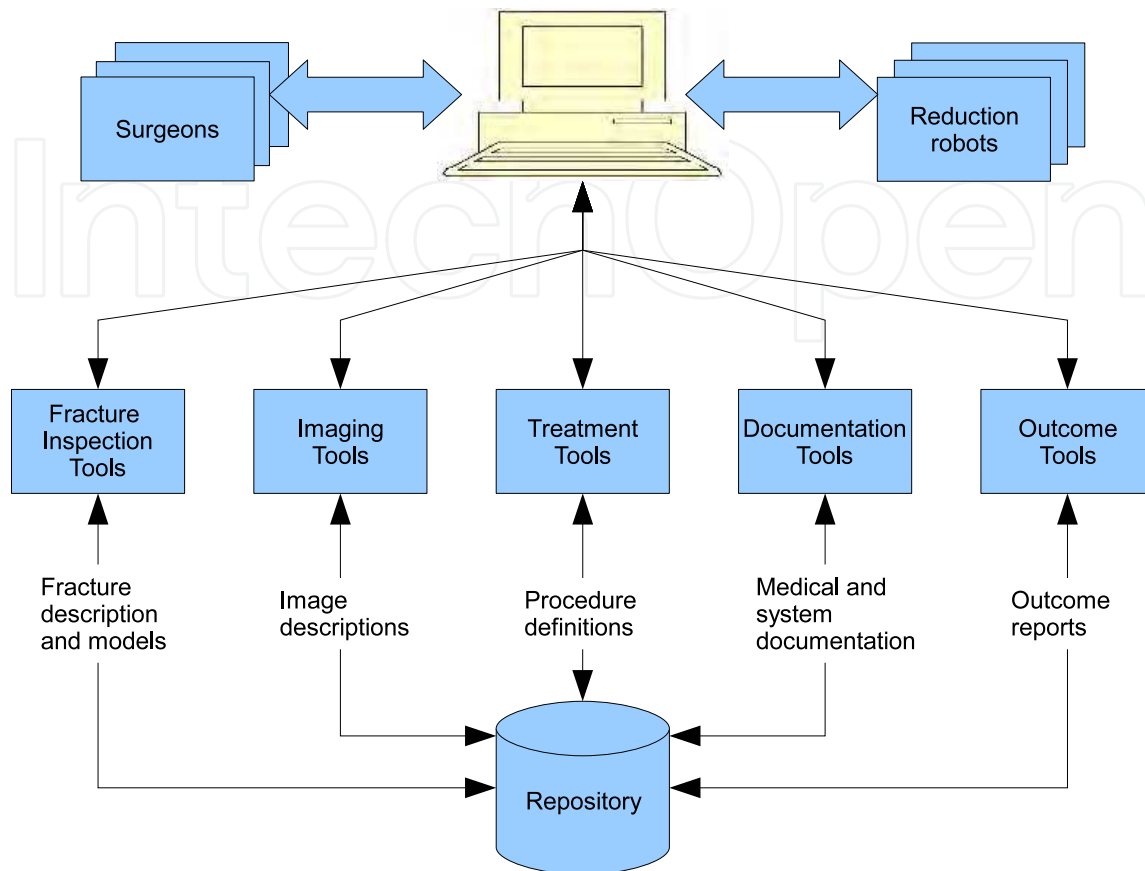 Surgeons
Reduction
robots
IntechOpen
Fracture
Inspection
Tools
Imaging
Tools
Treatment
Tools
Documentation
Tools
Outcome
Tools
Fracture
description
and models
Image
descriptions
Procedure
definitions
Medical and
system
documentation
Outcome
reports
Repository